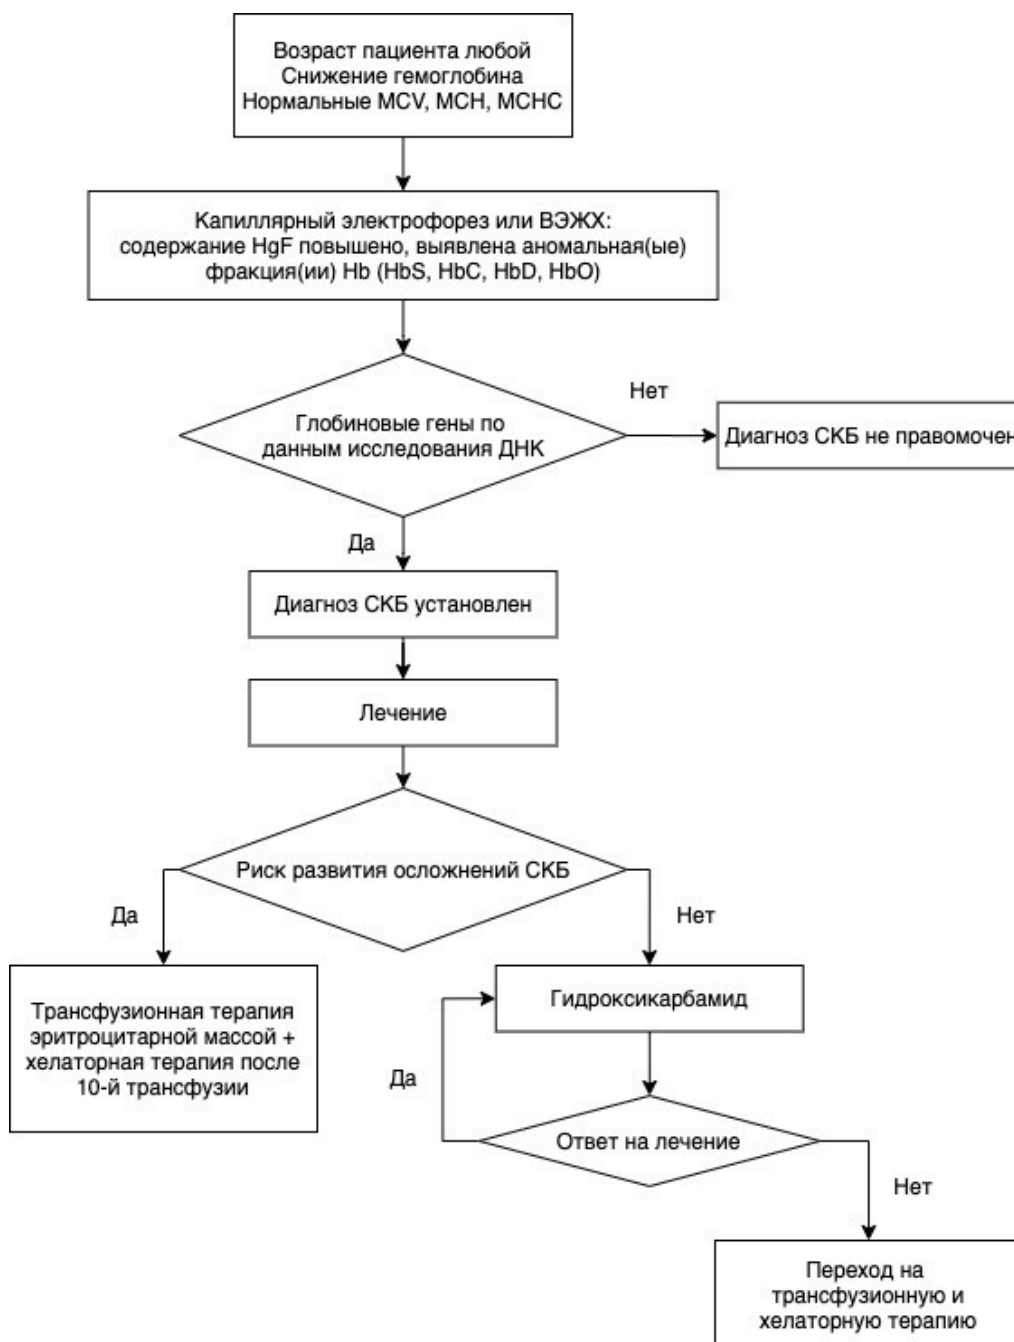 Возраст пациента любой
Снижение гемоглобина
Нормальные MCV, MCH, MCHC
Капиллярный электрофорез или ВЭЖХ:
содержание HgF повышено, выявлена аномальная(ые)
фракция(ии) Hb (HbS, HbC, HbD, HbO)
Глобиновые гены по
данным исследования ДНК
Нет
Диагноз СКБ не правомочен
Да
Диагноз СКБ установлен
Лечение
Риск развития осложнений СКБ
Да
Нет
Трансфузионная терапия
эритроцитарной массой +
хелаторная терапия после
10-й трансфузии
Гидроксикарбамид
Да
Ответ на лечение
Нет
Переход на
трансфузионную и
хелаторную терапию